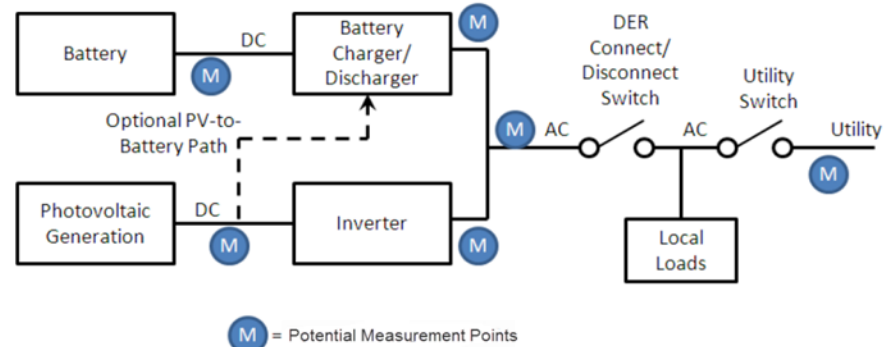 Battery
DC
M
Battery
Charger/
Discharger
M
DER
Connect/
Disconnect
Switch
Utility
Switch
Optional PV-to-
Battery Path
M
AC
AC
Utility
M
Photovoltaic
Generation
DC
M
Inverter
M
Local
Loads
M = Potential Measurement Points